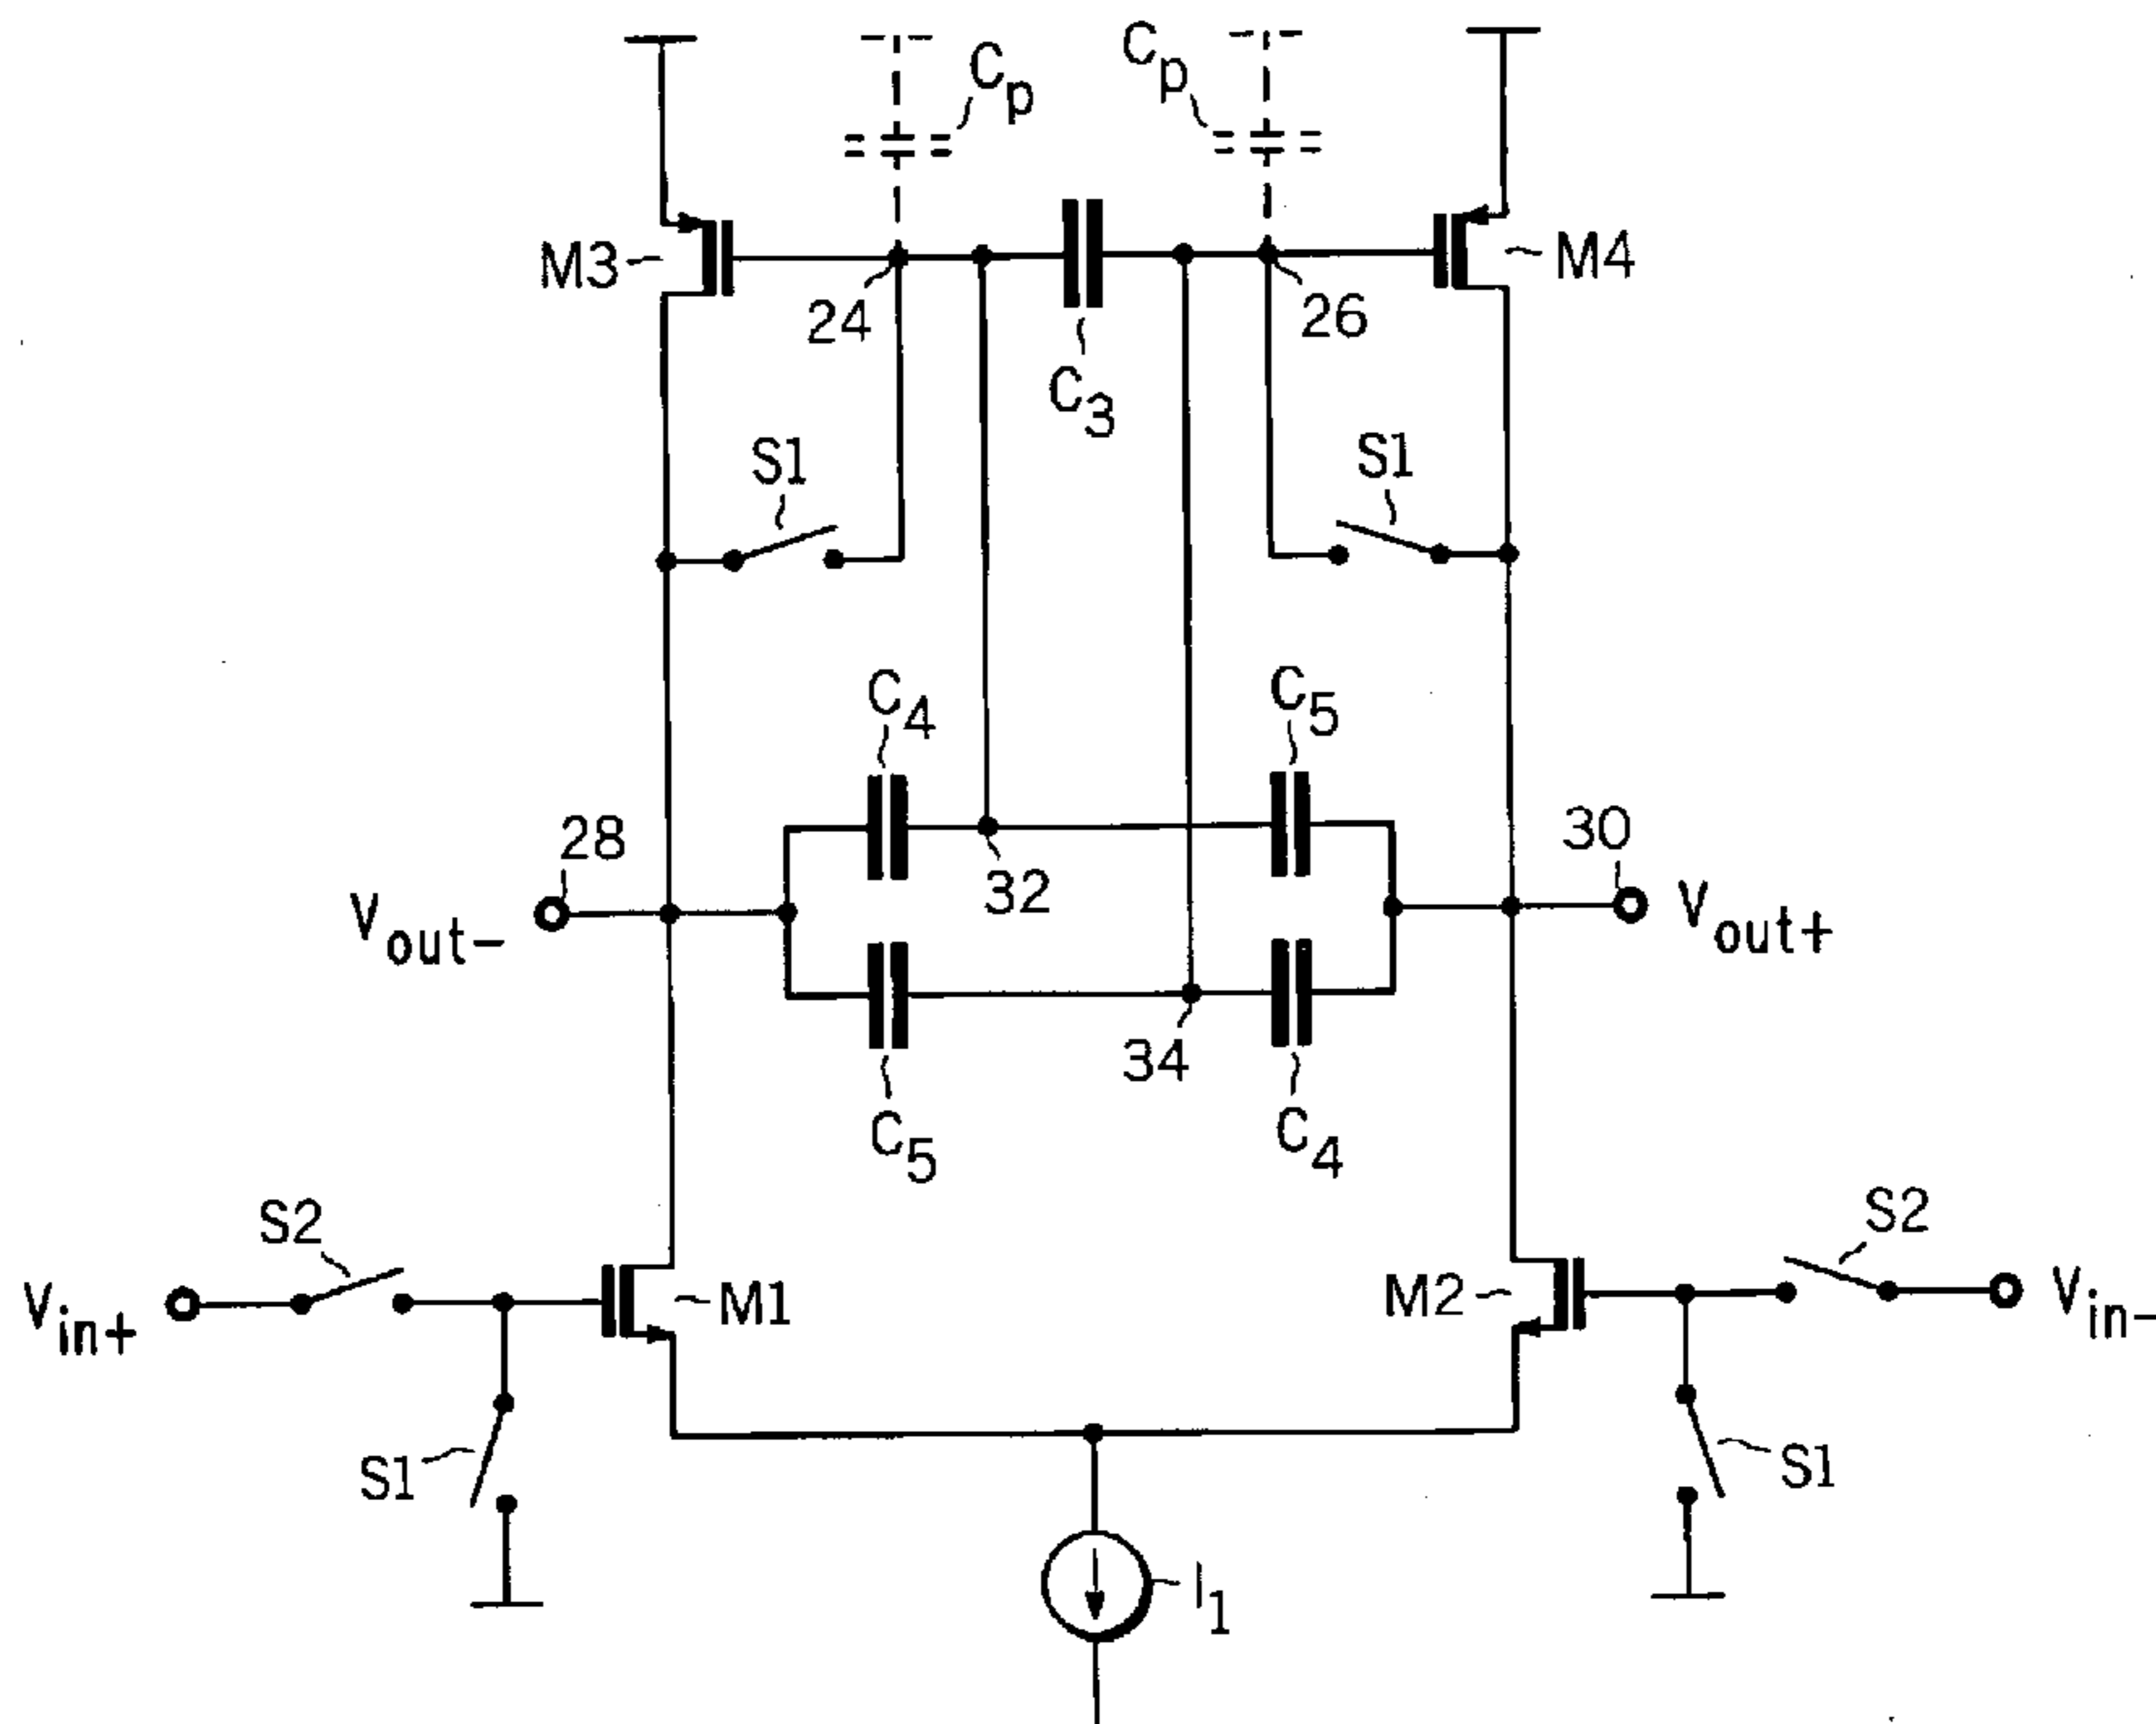 Cp
Cp
M3
M4
24
26
C3
S1
S1
C4
C5
28
30
32
Vout-
Vout+
34
C5
C4
S2
S2
Vin+
M1
M2
Vin-
S1
S1
I1